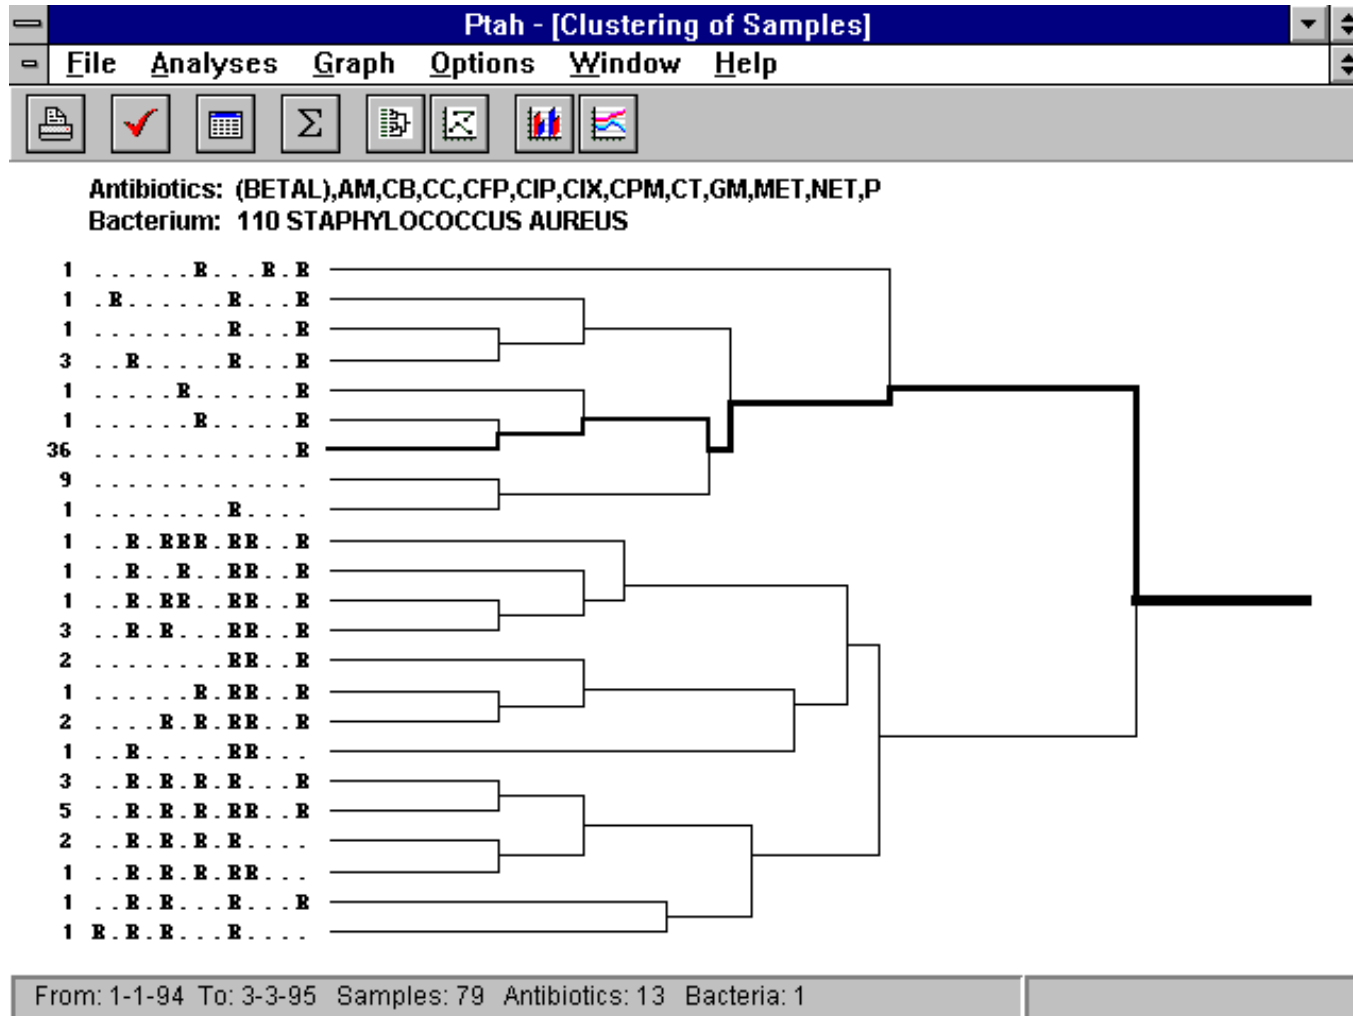 Ptah - [Clustering of Samples]
File Analyses Graph Options Window Help
Σ
Antibiotics: (BETAL),AM,CB,CC,CFP,CIP,CIX,CPM,CT,GM,MET,NET,P
Bacterium: 110 STAPHYLOCOCCUS AUREUS
1 . . . . . . R . . . R . R
1 . R . . . . . . R . . . R
1 . . . . . . . . R . . . R
3 . . R . . . . . R . . . R
1 . . . . . R . . . . . . R
1 . . . . . . R . . . . . R
36 . . . . . . . . . . . . R
9 . . . . . . . . . . . . .
1 . . . . . . . . R . . . .
1 . . R . R R R . R R . . R
1 . . R . . R . . R R . . R
1 . . R . R R . . R R . . R
3 . . R . R . . . R R . . R
2 . . . . . . . . R R . . R
1 . . . . . . R . R R . . R
2 . . . . R . R . R R . . R
1 . . R . . . . . R R . . .
3 . . R . R . R . R . . . R
5 . . R . R . R . R R . . R
2 . . R . R . R . R . . . .
1 . . R . R . R . R R . . .
1 . . R . R . . . R . . . R
1 R . R . R . . . R . . . .
From: 1-1-94 To: 3-3-95 Samples: 79 Antibiotics: 13 Bacteria: 1